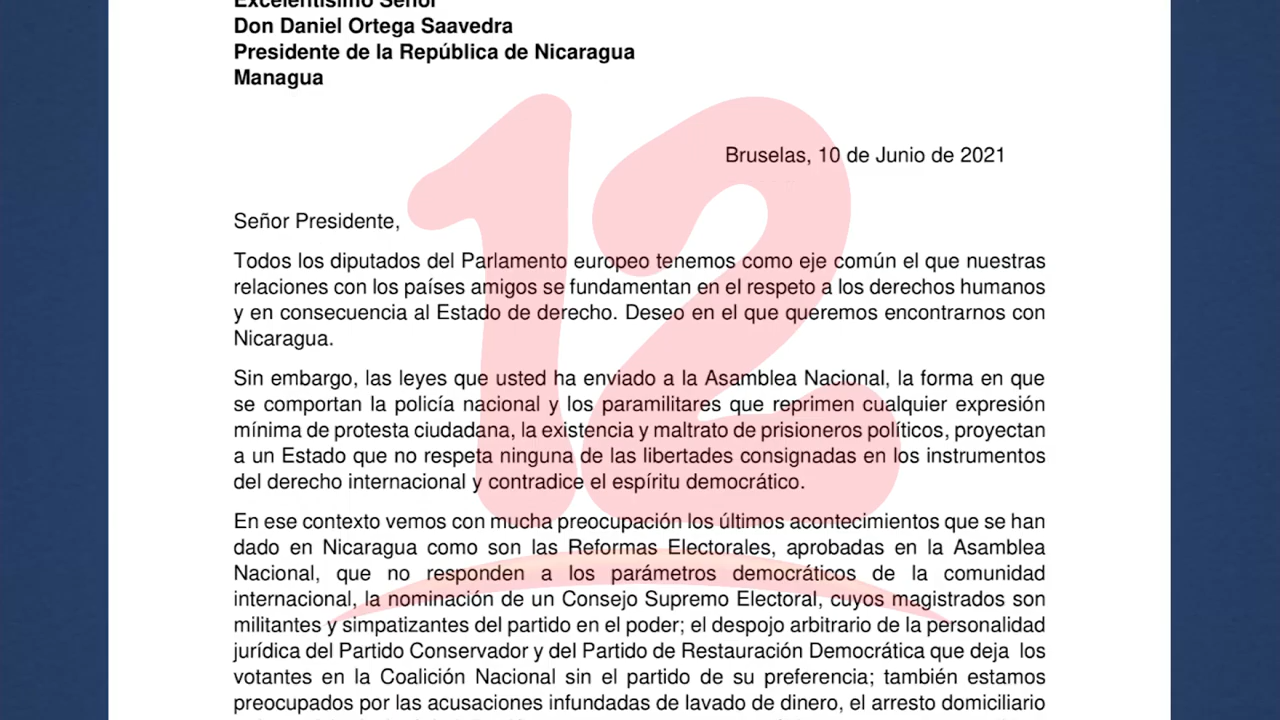 Excelentísimo Señor
Don Daniel Ortega Saavedra
Presidente de la República de Nicaragua
Managua
12
Bruselas, 10 de Junio de 2021
Señor Presidente,
Todos los diputados del Parlamento europeo tenemos como eje común el que nuestras
relaciones con los países amigos se fundamentan en el respeto a los derechos humanos
y en consecuencia al Estado de derecho. Deseo en el que queremos encontrarnos con
Nicaragua.
Sin embargo, las leyes que usted ha enviado a la Asamblea Nacional, la forma en que
se comportan la policía nacional y los paramilitares que reprimen cualquier expresión
mínima de protesta ciudadana, la existencia y maltrato de prisioneros políticos, proyectan
a un Estado que no respeta ninguna de las libertades consignadas en los instrumentos
del derecho internacional y contradice el espíritu democrático.
En ese contexto vemos con mucha preocupación los últimos acontecimientos que se han
dado en Nicaragua como son las Reformas Electorales, aprobadas en la Asamblea
Nacional, que no responden a los parámetros democráticos de la comunidad
internacional, la nominación de un Consejo Supremo Electoral, cuyos magistrados son
militantes y simpatizantes del partido en el poder; el despojo arbitrario de la personalidad
jurídica del Partido Conservador y del Partido de Restauración Democrática que deja los
votantes en la Coalición Nacional sin el partido de su preferencia; también estamos
preocupados por las acusaciones infundadas de lavado de dinero, el arresto domiciliario